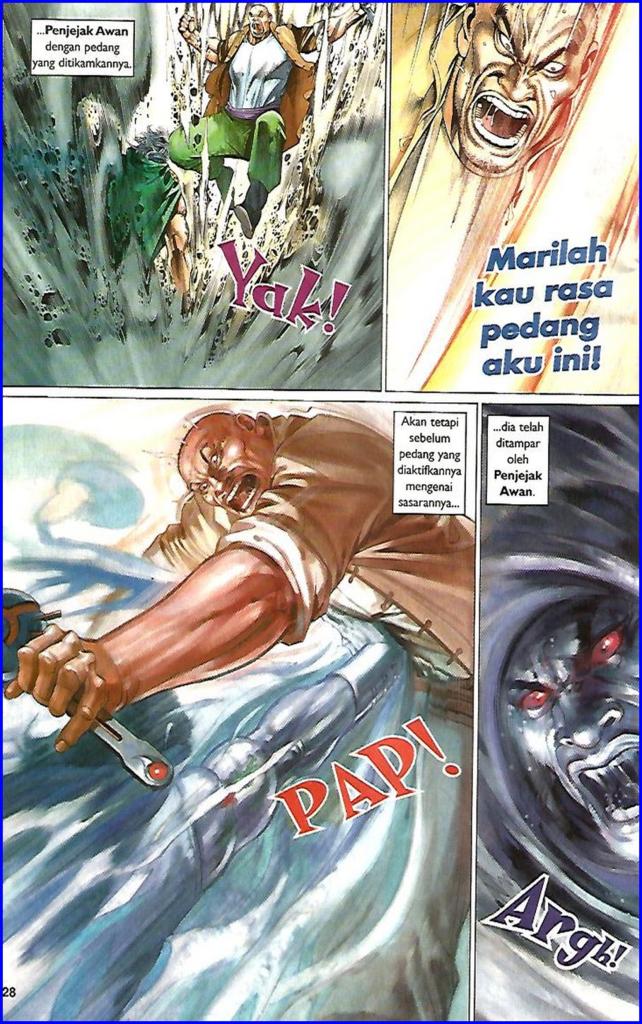 ...Penjejak Awan
dengan pedang
yang ditikamkannya.
Yak!
Marilah
kau rasa
pedang
aku ini!
Akan tetapi
sebelum
pedang yang
diaktifkannya
mengenai
sasarannya...
PAP!
...dia telah
ditampar
oleh
Penjejak
Awan.
Argh!
28